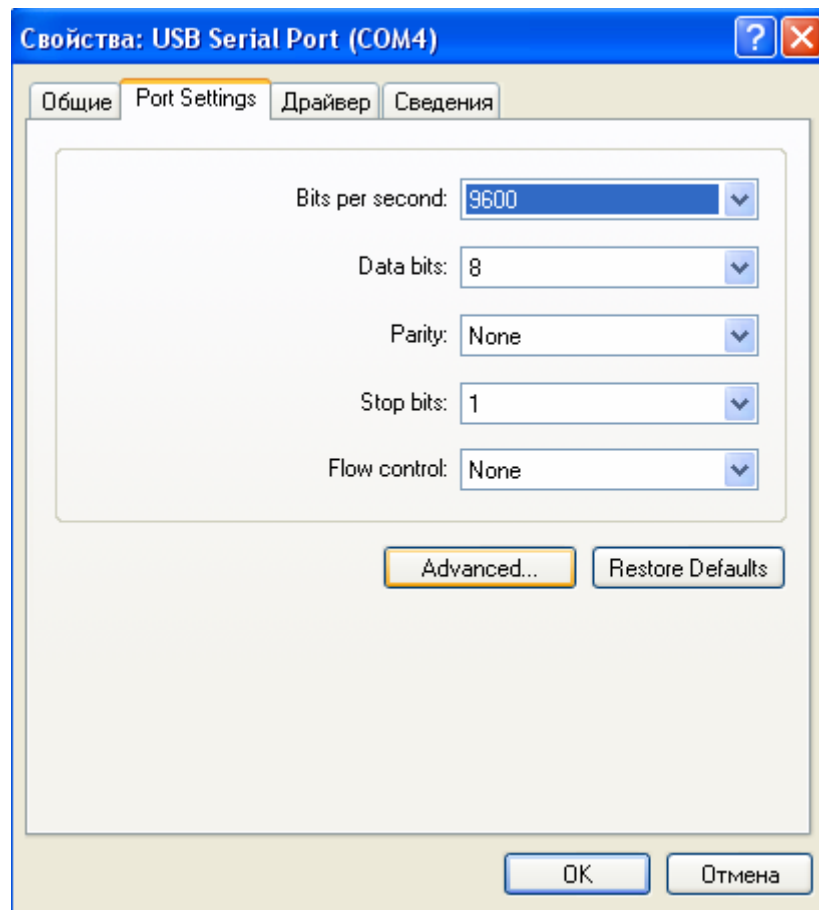 Свойства: USB Serial Port (COM4)
Общие Port Settings Драйвер Сведения
Bits per second: 9600
Data bits: 8
Parity: None
Stop bits: 1
Flow control: None
Advanced... Restore Defaults
OK Отмена